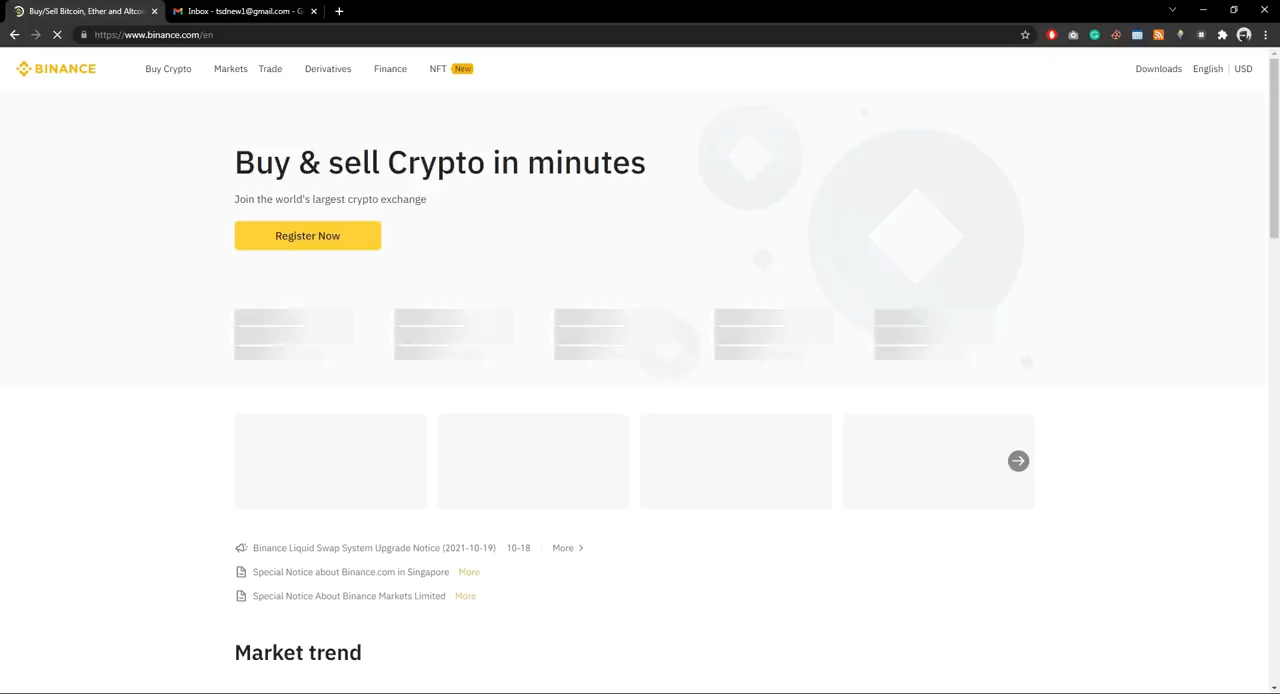 Buy/Sell Bitcoin, Ether and Altco
Inbox - tsdnew1@gmail.com - G
https://www.binance.com/en
BINANCE
Buy Crypto
Markets
Trade
Derivatives
Finance
NFT
New
Downloads
English
USD
Buy & sell Crypto in minutes
Join the world's largest crypto exchange
Register Now
Binance Liquid Swap System Upgrade Notice (2021-10-19) 10-18 More
Special Notice about Binance.com in Singapore More
Special Notice About Binance Markets Limited More
Market trend